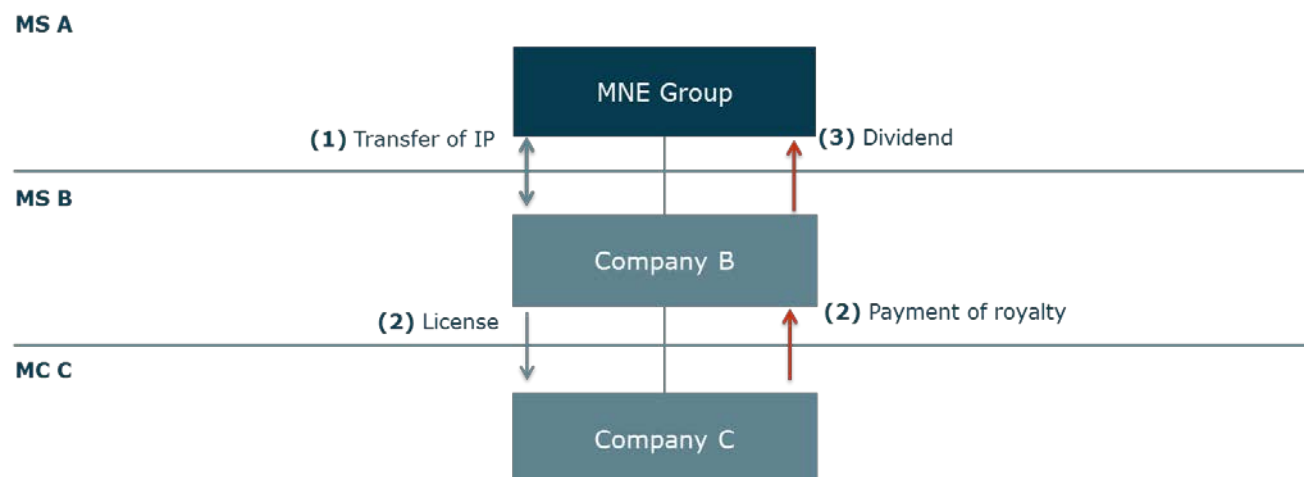 MS A
MNE Group
(1) Transfer of IP
(3) Dividend
MS B
Company B
(2) License
(2) Payment of royalty
MC C
Company C